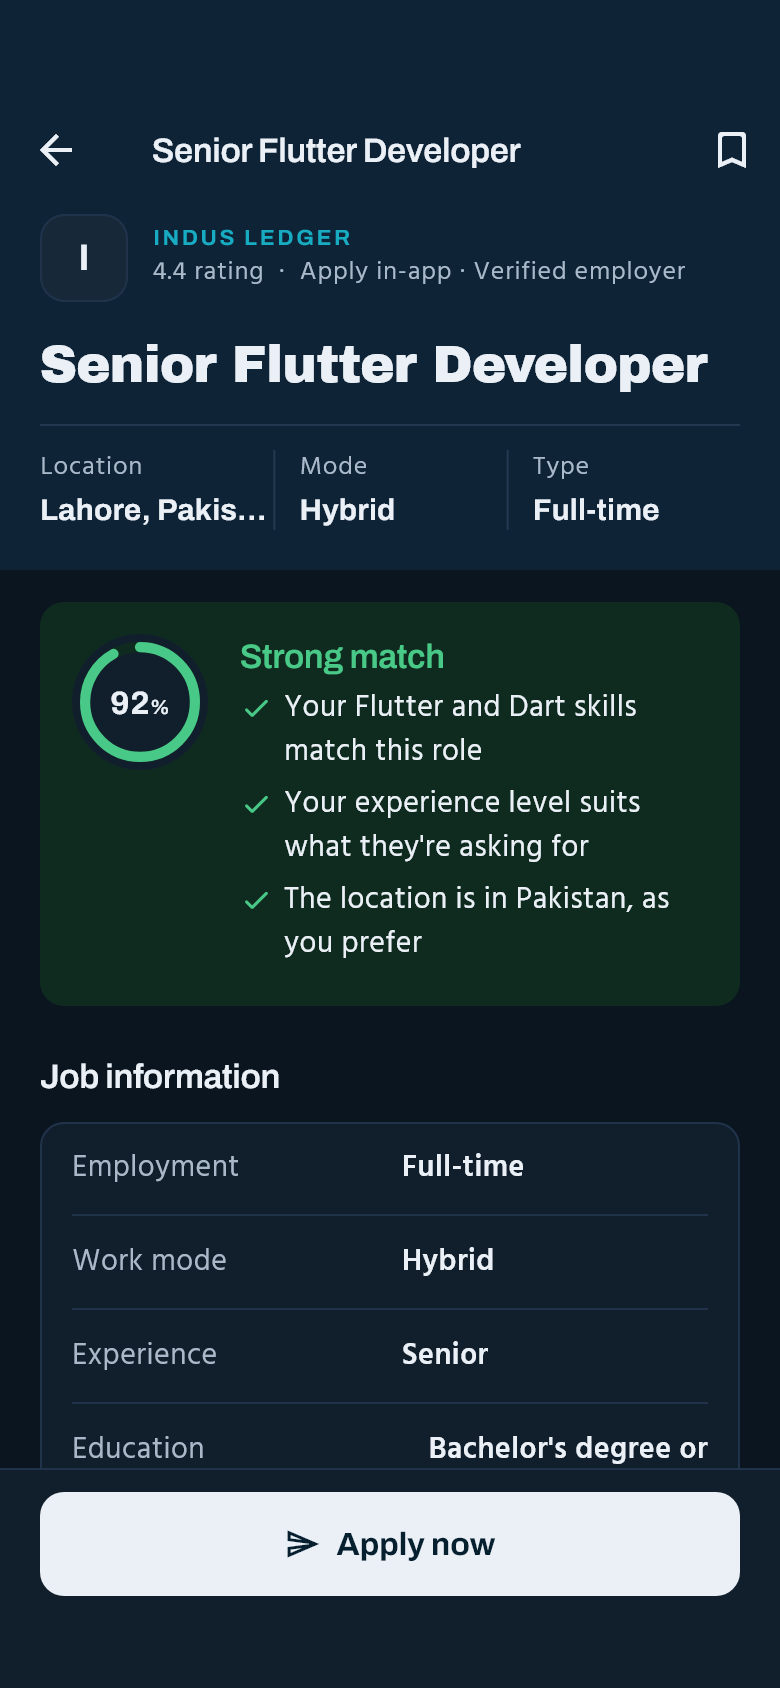 Senior Flutter Developer
I
INDUS LEDGER
4.4 rating · Apply in-app · Verified employer
Senior Flutter Developer
Location
Mode
Type
Lahore, Pakis...
Hybrid
Full-time
92%
Strong match
Your Flutter and Dart skills
match this role
Your experience level suits
what they're asking for
The location is in Pakistan, as
you prefer
Job information
Employment
Full-time
Work mode
Hybrid
Experience
Senior
Education
Bachelor's degree or
Apply now